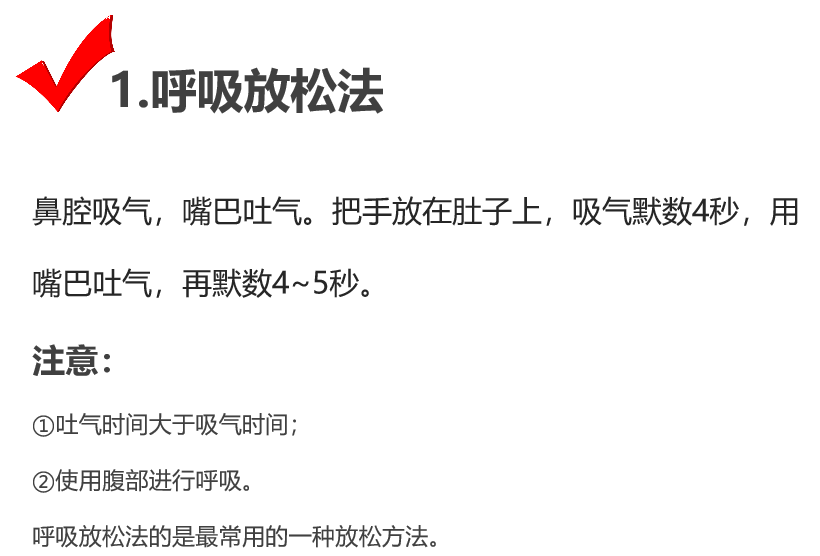 1.呼吸放松法
鼻腔吸气，嘴巴吐气。把手放在肚子上，吸气默数4秒，用
嘴巴吐气，再默数4~5秒。
注意：
①吐气时间大于吸气时间；
②使用腹部进行呼吸。
呼吸放松法的是最常用的一种放松方法。